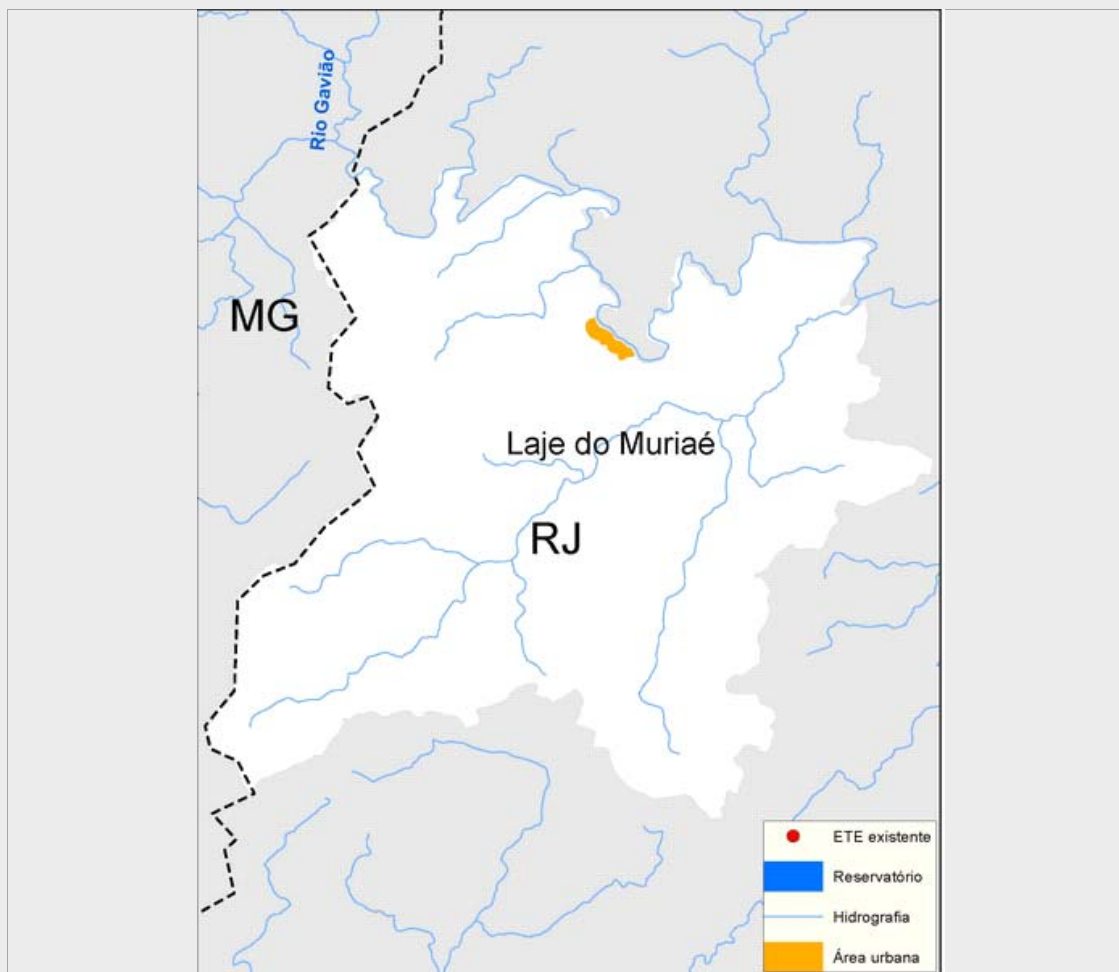 Rio Gavião
MG
Laje do Muriaé
RJ
ETE existente
Reservatório
Hidrografia
Área urbana